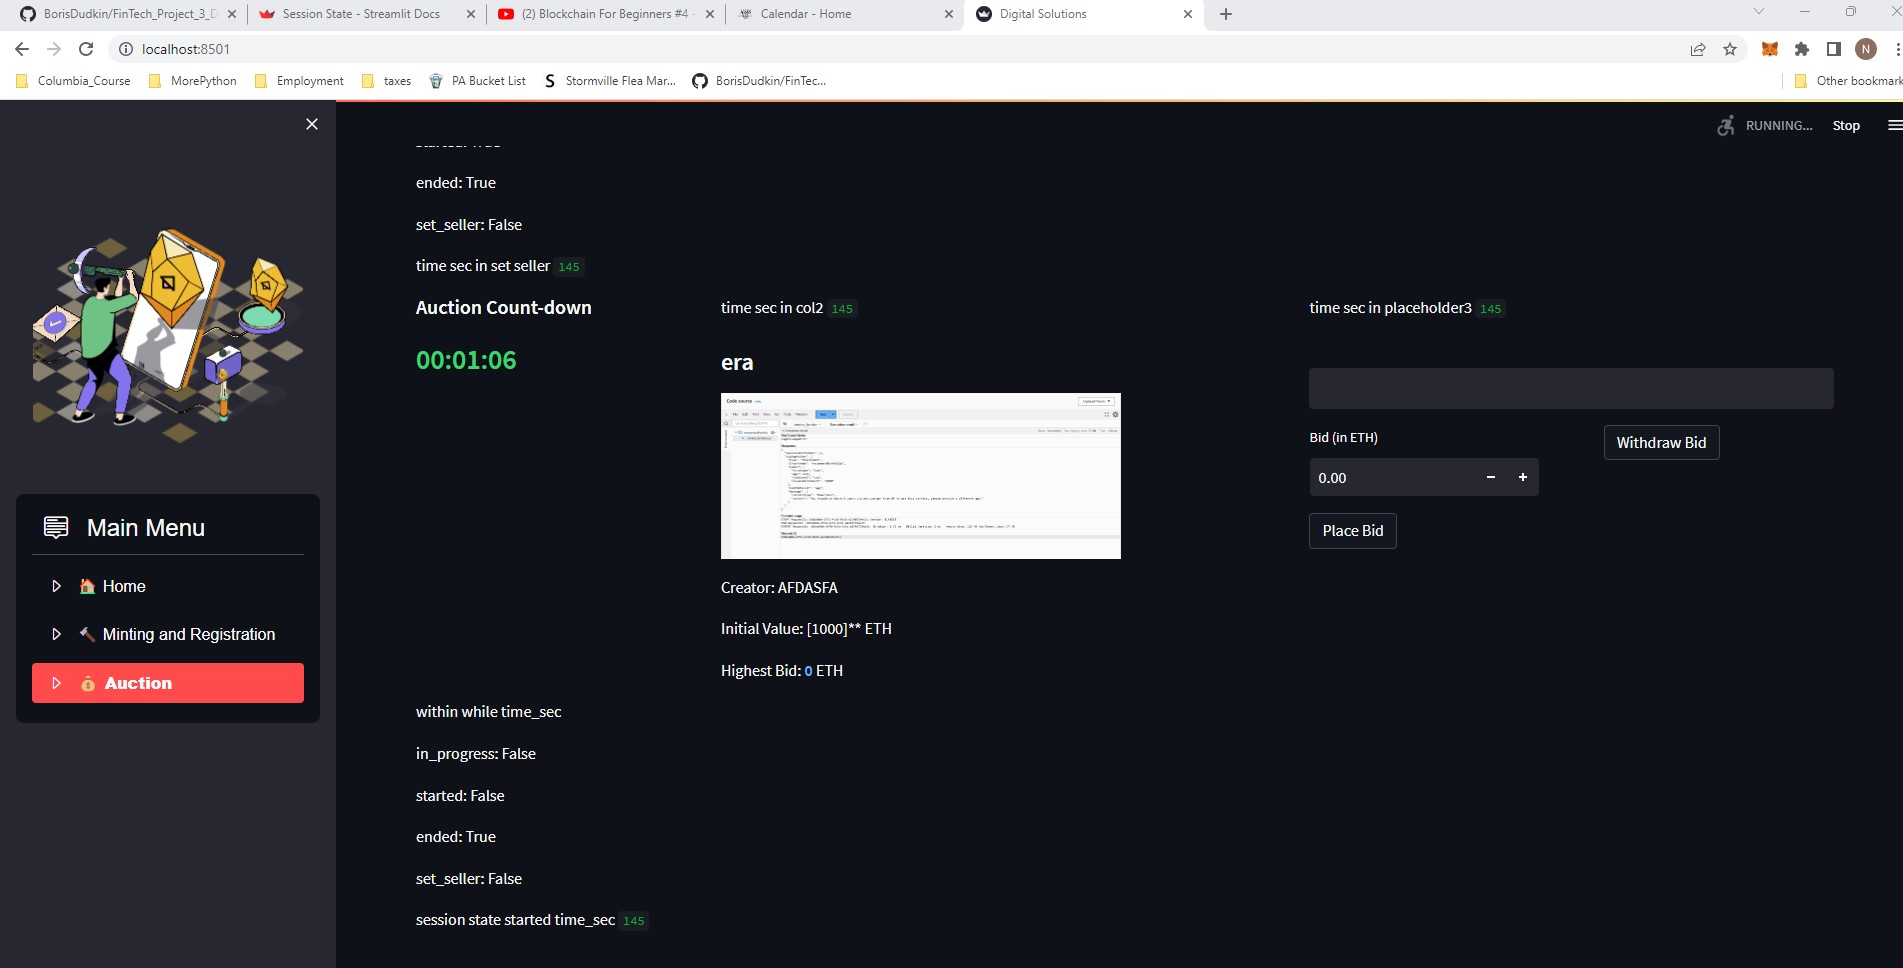 BorisDudkin/FinTech_Project_3_D
Session State - Streamlit Docs
(2) Blockchain For Beginners #4 -
Calendar - Home
Digital Solutions
localhost:8501
N
Columbia_Course
MorePython
Employment
taxes
PA Bucket List
S Stormville Flea Mar...
BorisDudkin/FinTec...
Other bookmark
RUNNING...
Stop
ended: True
set_seller: False
time sec in set seller 145
Auction Count-down
00:01:06
time sec in col2 145
era
Code source
Creator: AFDASFA
Initial Value: [1000]** ETH
Highest Bid: 0 ETH
time sec in placeholder3 145
Bid (in ETH)
0.00
Withdraw Bid
Place Bid
Main Menu
Home
Minting and Registration
Auction
within while time_sec
in_progress: False
started: False
ended: True
set_seller: False
session state started time_sec 145